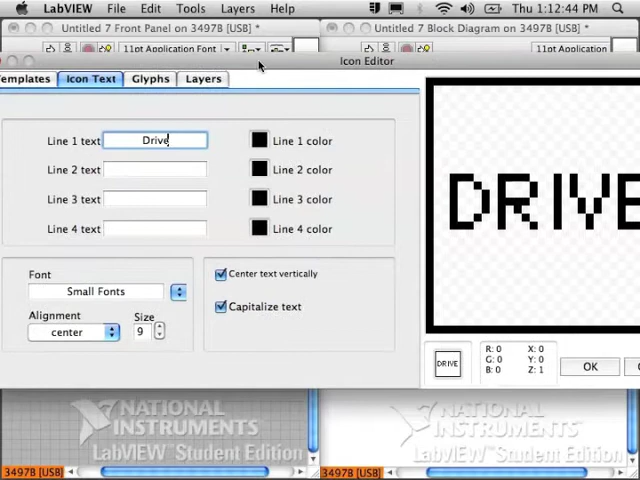 LabVIEW File Edit Tools Layers Help Thu 1:12:44 PM
Untitled 7 Front Panel on 3497B [USB] *
Untitled 7 Block Diagram on 3497B [USB] *
11pt Application Font
11pt Application
Icon Editor
Templates Icon Text Glyphs Layers
Line 1 text Drive Line 1 color
Line 2 text Line 2 color
Line 3 text Line 3 color
Line 4 text Line 4 color
DRIVE
Font
Small Fonts
Alignment Size
center 9
Center text vertically
Capitalize text
DRIVE
R: 0 X: 0
G: 0 Y: 0
B: 0 Z: 1
OK
NATIONAL INSTRUMENTS
LabVIEW™ Student Edition
NATIONAL INSTRUMENTS
LabVIEW™ Student Edition
3497B [USB]
3497B [USB]